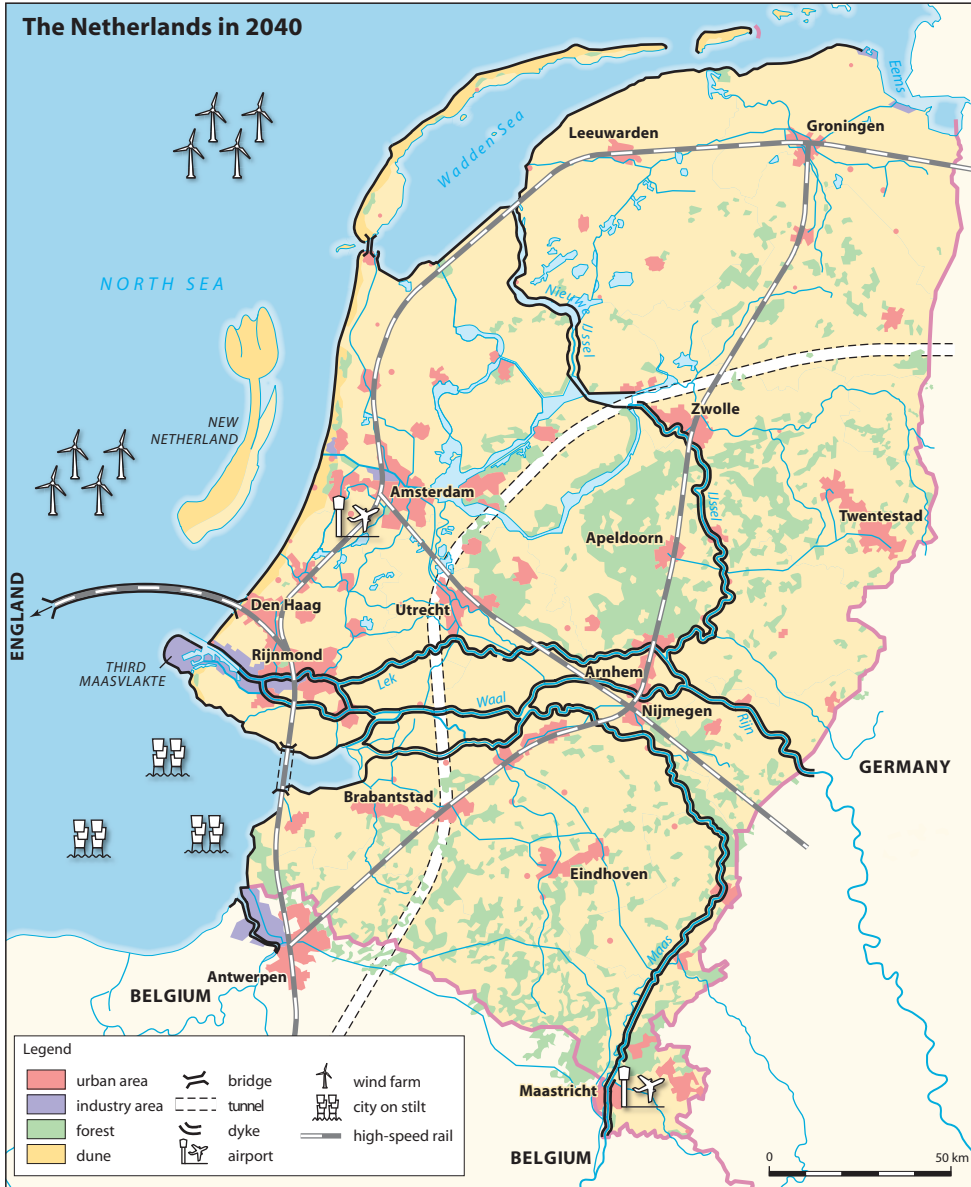 The Netherlands in 2040
Eems
Groningen
Leeuwarden
Wadden Sea
NORTH SEA
Nieuwe IJssel
NEW
NETHERLAND
Zwolle
Amsterdam
IJssel
Twentestad
Apeldoorn
ENGLAND
Den Haag
Utrecht
Rijnmond
THIRD
MAASVLAKTE
Lek
Arnhem
Waal
Nijmegen
Rijn
GERMANY
Brabantstad
Eindhoven
Maas
Antwerpen
BELGIUM
Maastricht
BELGIUM
Legend
urban area
industry area
forest
dune
bridge
tunnel
dyke
airport
wind farm
city on stilt
high-speed rail
0 50 km